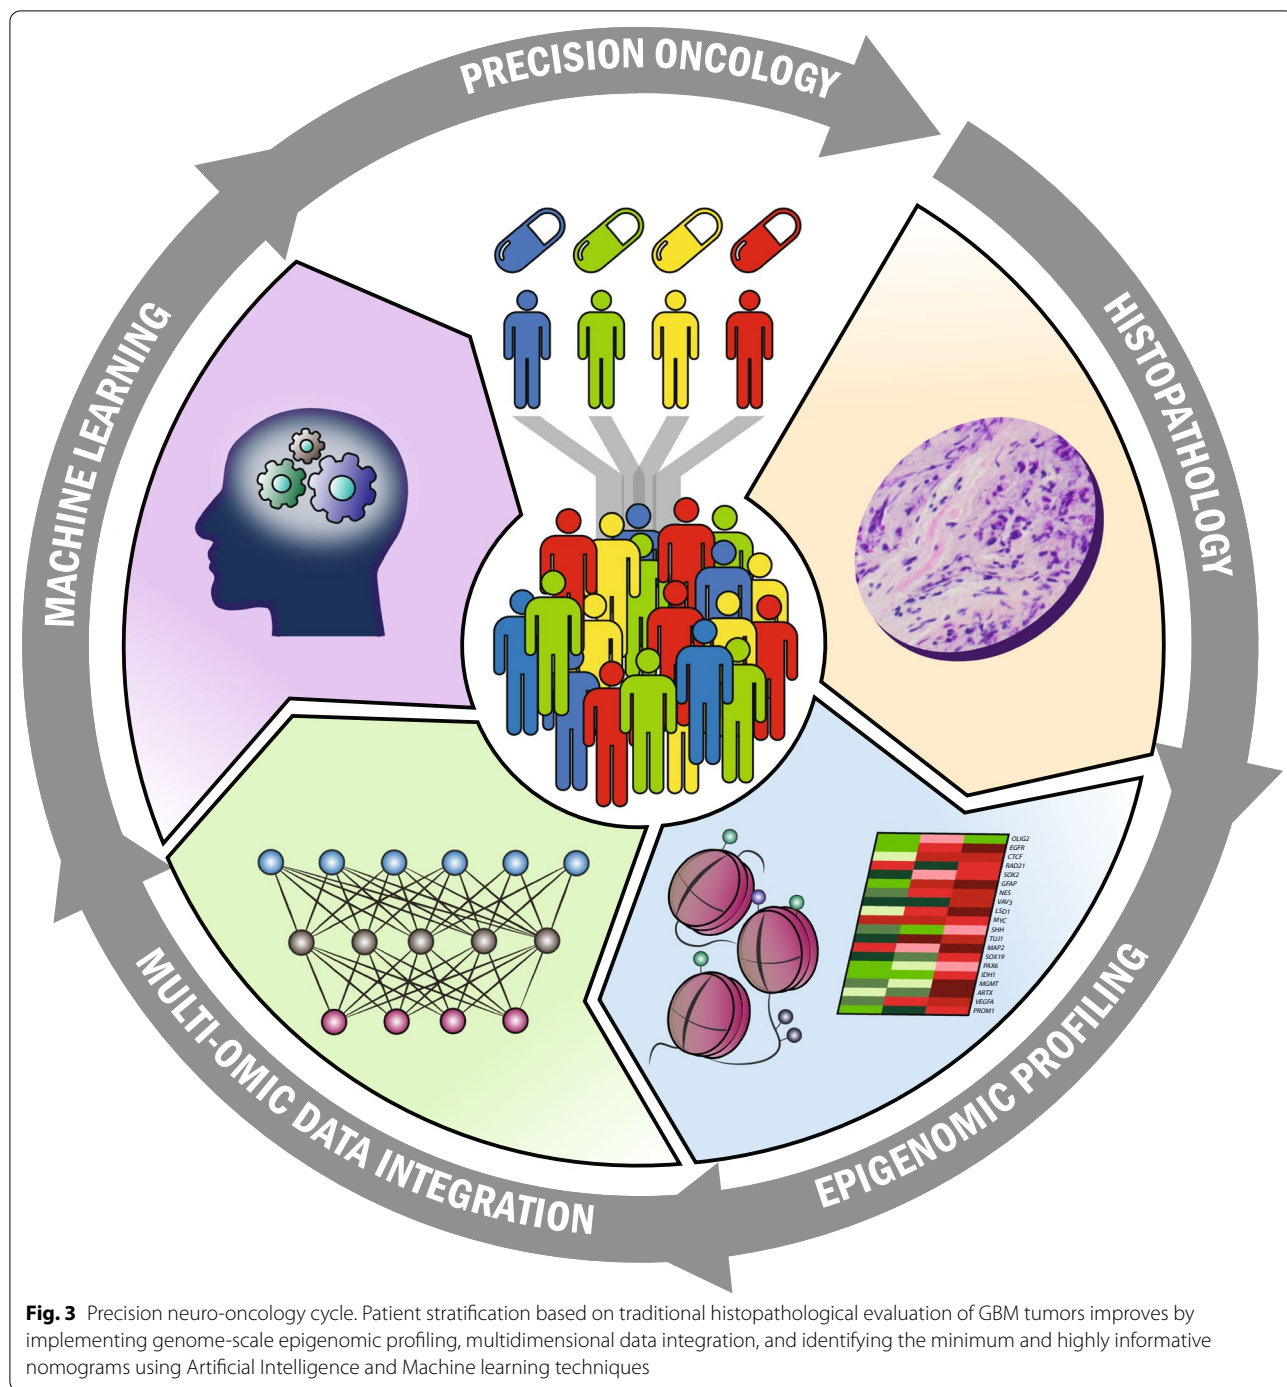 PRECISION ONCOLOGY
HISTOPATHOLOGY
EPIGENOMIC PROFILING
MULTI-OMIC DATA INTEGRATION
MACHINE LEARNING
OLIG2
EGFR
CTCF
RAD21
SOX2
GFAP
NES
VAV3
LSD1
MYC
SHH
TUJ1
MAP2
SOX19
PAX6
IDH1
MGMT
ARTX
VEGFA
PROM1
Fig. 3 Precision neuro-oncology cycle. Patient stratification based on traditional histopathological evaluation of GBM tumors improves by
implementing genome-scale epigenomic profiling, multidimensional data integration, and identifying the minimum and highly informative
nomograms using Artificial Intelligence and Machine learning techniques